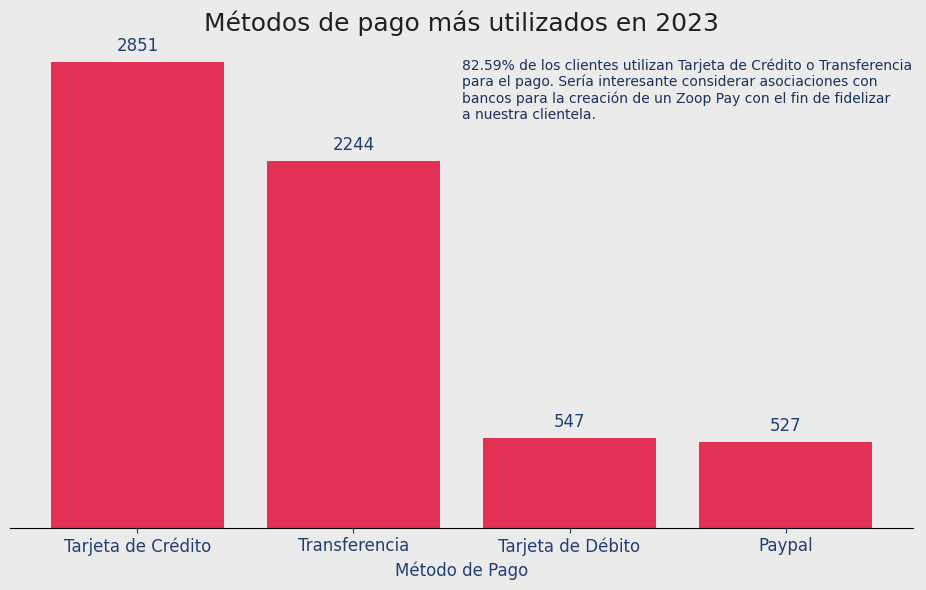 Métodos de pago más utilizados en 2023
2851
82.59% de los clientes utilizan Tarjeta de Crédito o Transferencia
para el pago. Sería interesante considerar asociaciones con
bancos para la creación de un Zoop Pay con el fin de fidelizar
a nuestra clientela.
2244
547
527
Tarjeta de Crédito
Transferencia
Tarjeta de Débito
Paypal
Método de Pago